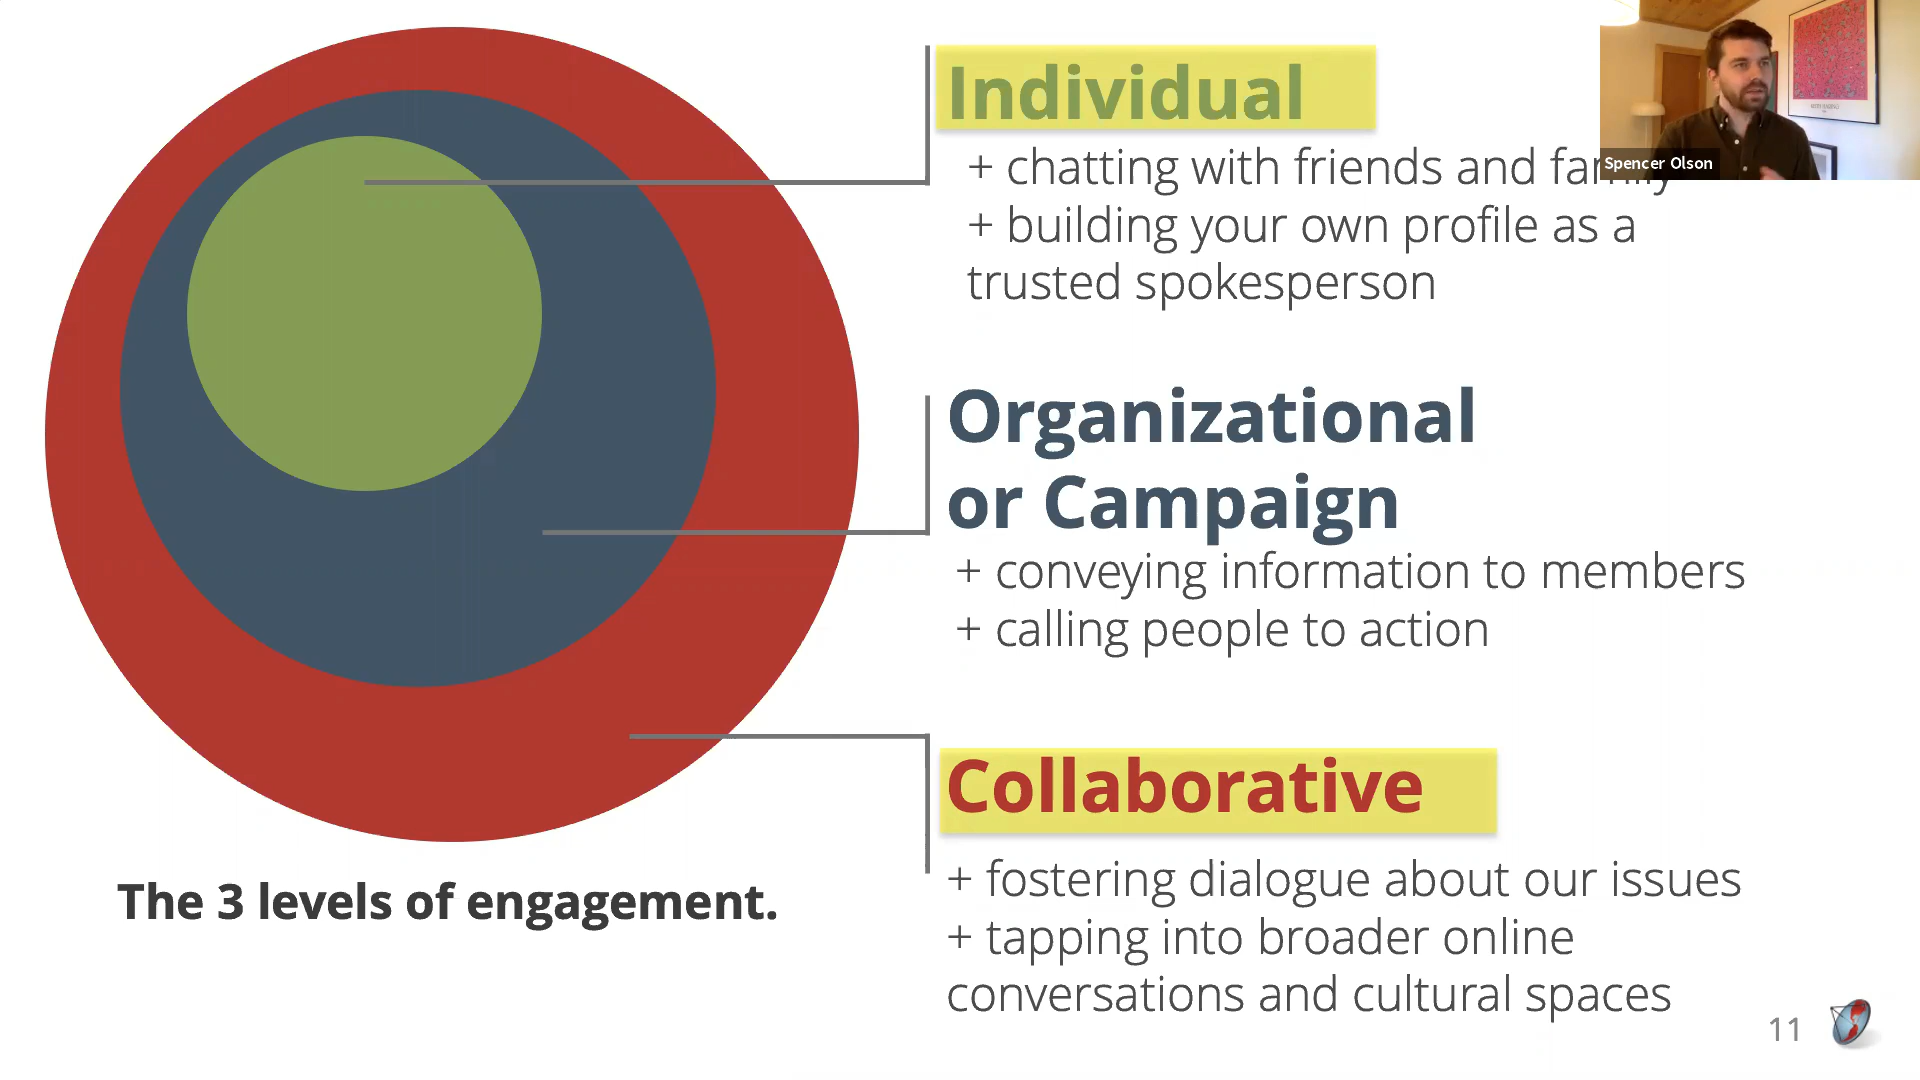 Individual
+ chatting with friends and family
Spencer Olson
+ building your own profile as a
trusted spokesperson
Organizational
or Campaign
+ conveying information to members
+ calling people to action
Collaborative
+ fostering dialogue about our issues
+ tapping into broader online
conversations and cultural spaces
The 3 levels of engagement.
11